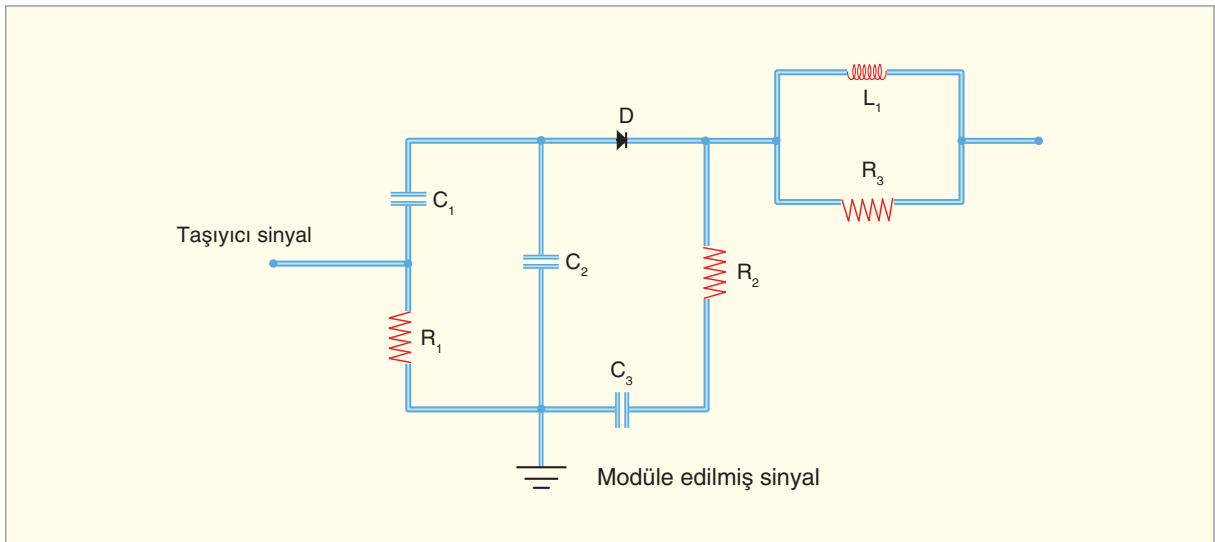 L₁
D
R₃
C₁
Taşıyıcı sinyal
C₂
R₂
R₁
C₃
Modüle edilmiş sinyal